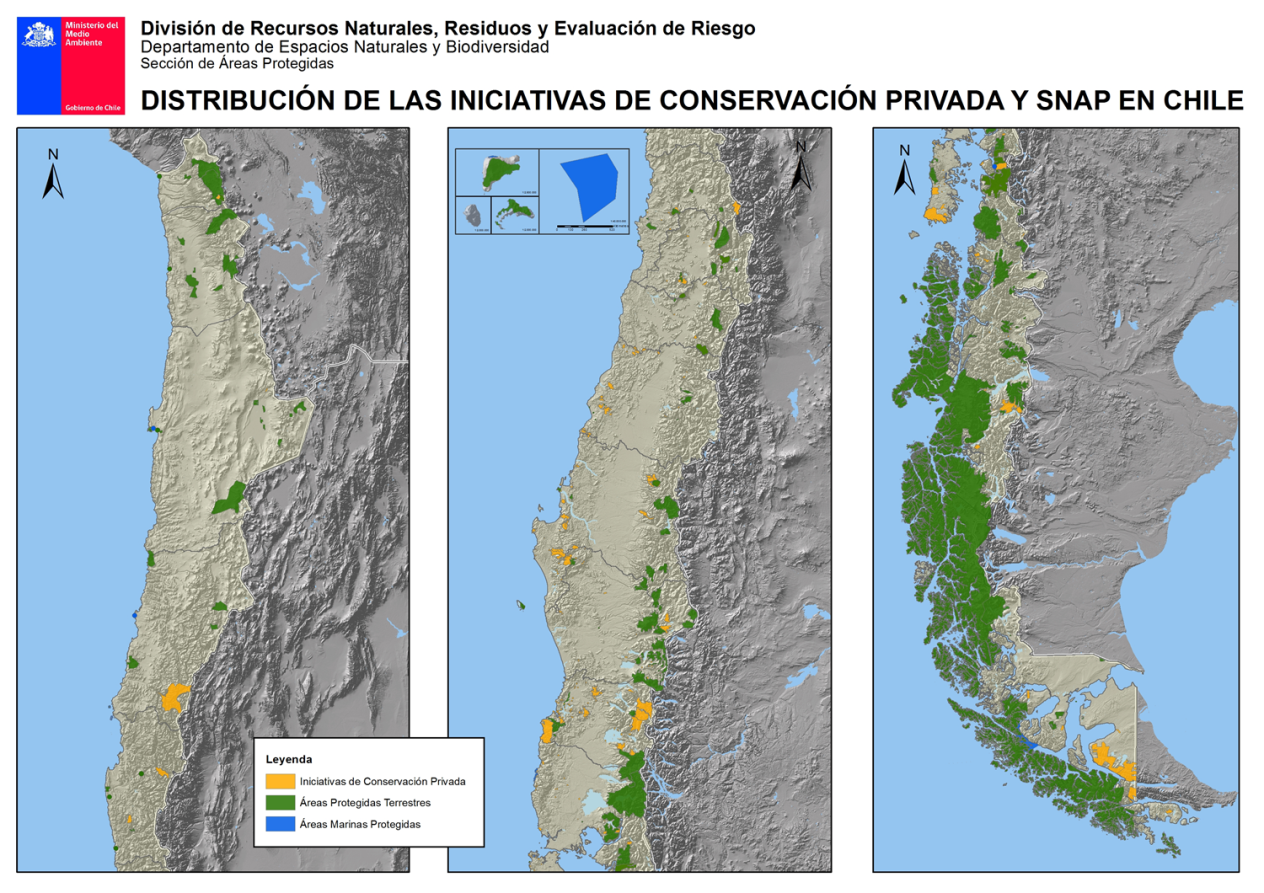 Ministerio del
Medio
Ambiente
Gobierno de Chile
División de Recursos Naturales, Residuos y Evaluación de Riesgo
Departamento de Espacios Naturales y Biodiversidad
Sección de Áreas Protegidas
DISTRIBUCIÓN DE LAS INICIATIVAS DE CONSERVACIÓN PRIVADA Y SNAP EN CHILE
N
N
N
Leyenda
Iniciativas de Conservación Privada
Áreas Protegidas Terrestres
Áreas Marinas Protegidas